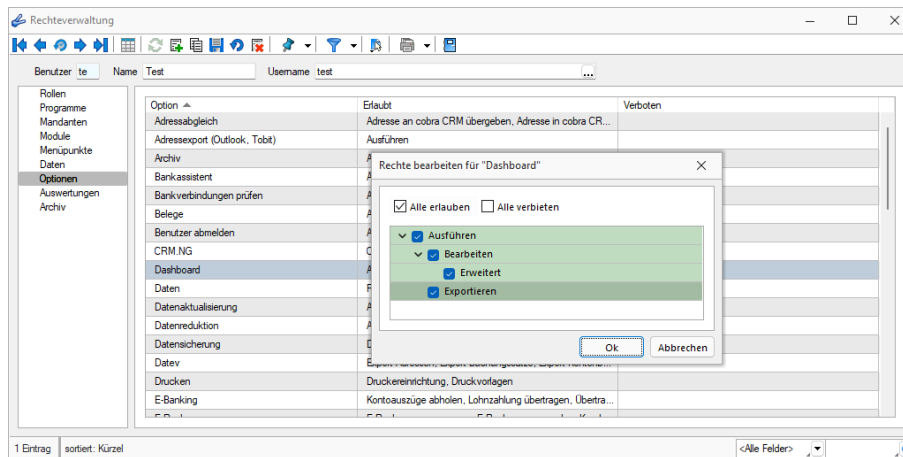 Rechteverwaltung
Benutzer te Name Test Username test ...
Rollen
Programme
Mandanten
Module
Menüpunkte
Daten
Optionen
Auswertungen
Archiv
Option Erlaubt Verboten
Adressabgleich Adresse an cobra CRM übergeben, Adresse in cobra CR...
Adressexport (Outlook, Tobit) Ausführen
Archiv
Bankassistent
Bankverbindungen prüfen
Belege
Benutzer abmelden
CRM.NG
Dashboard
Daten
Datenaktualisierung
Datenreduktion
Datensicherung
Datev
Drucken Druckereinrichtung, Druckvorlagen
E-Banking Kontoauszüge abholen, Lohnzahlung übertragen, Übertra...
Rechte bearbeiten für "Dashboard"
Alle erlauben Alle verbieten
Ausführen
Bearbeiten
Erweitert
Exportieren
Ok Abbrechen
1 Eintrag sortiert: Kürzel <Alle Felder>